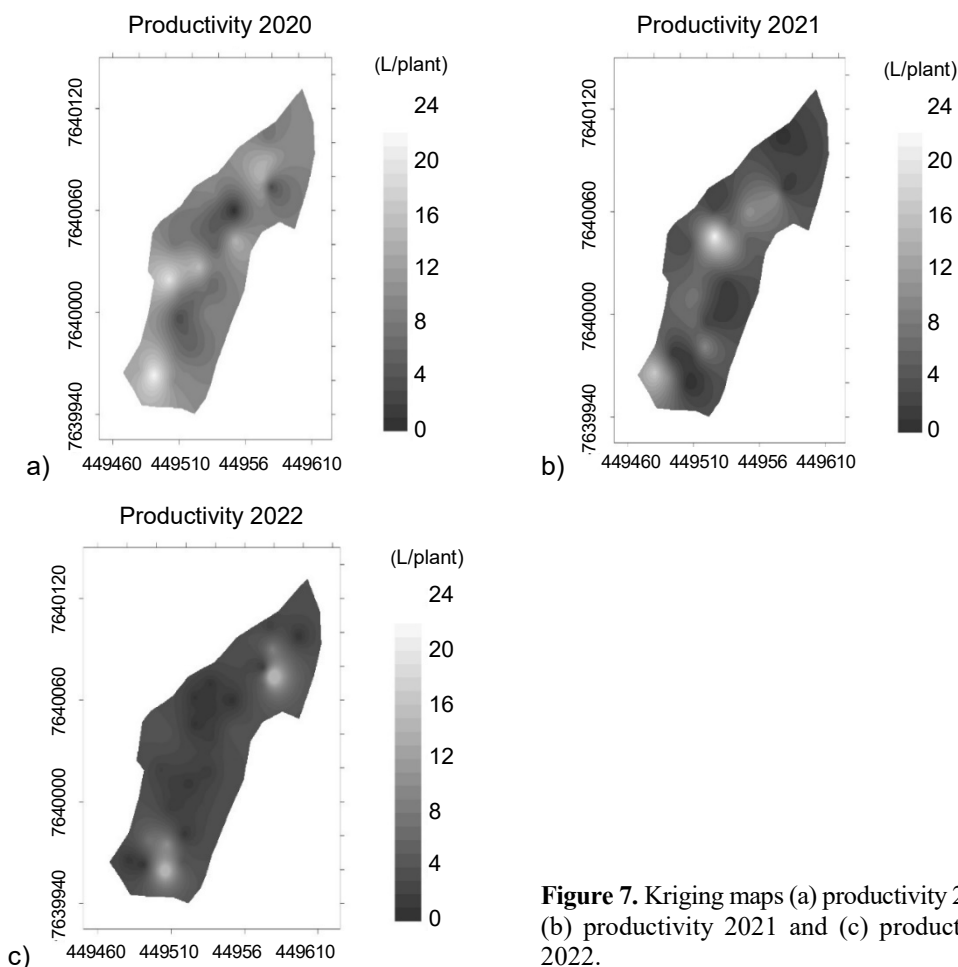 Productivity 2020
(L/plant)
24
20
16
12
8
4
0
7640120
7640060
7640000
7639940
449460 449510 44956 449610
a)
Productivity 2021
(L/plant)
24
20
16
12
8
4
0
7640120
7640060
7640000
7639940
449460 449510 44956 449610
b)
Productivity 2022
(L/plant)
24
20
16
12
8
4
0
7640120
7640060
7640000
7639940
449460 449510 449560 449610
c)
Figure 7. Kriging maps (a) productivity 2
(b) productivity 2021 and (c) product
2022.